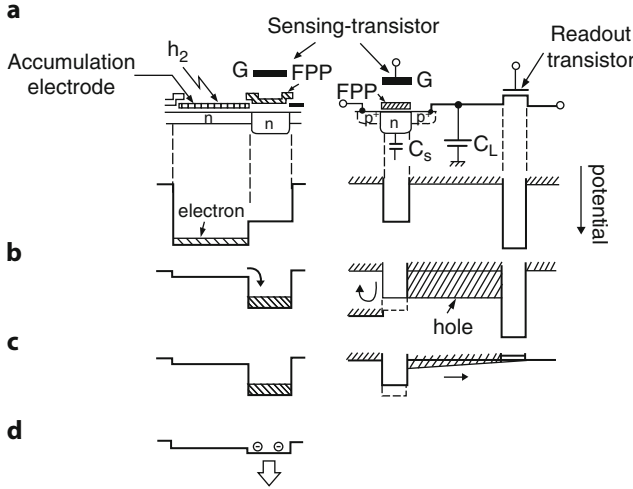 a
Sensing-transistor
Readout
transistor
h2
Accumulation
electrode
G
FPP
FPP
G
n
n
p+
n
p+
Cs
CL
electron
potential
b
hole
c
d